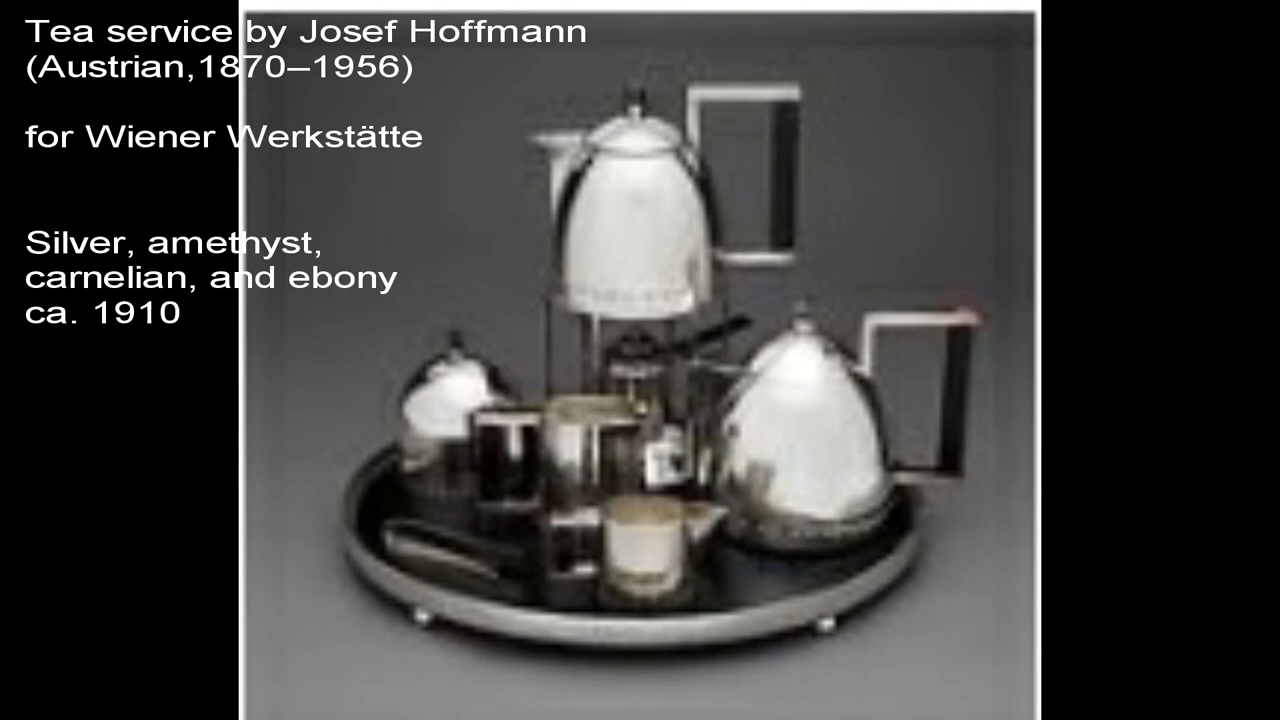 Tea service by Josef Hoffmann
(Austrian,1870–1956)
for Wiener Werkstätte
Silver, amethyst,
carnelian, and ebony
ca. 1910